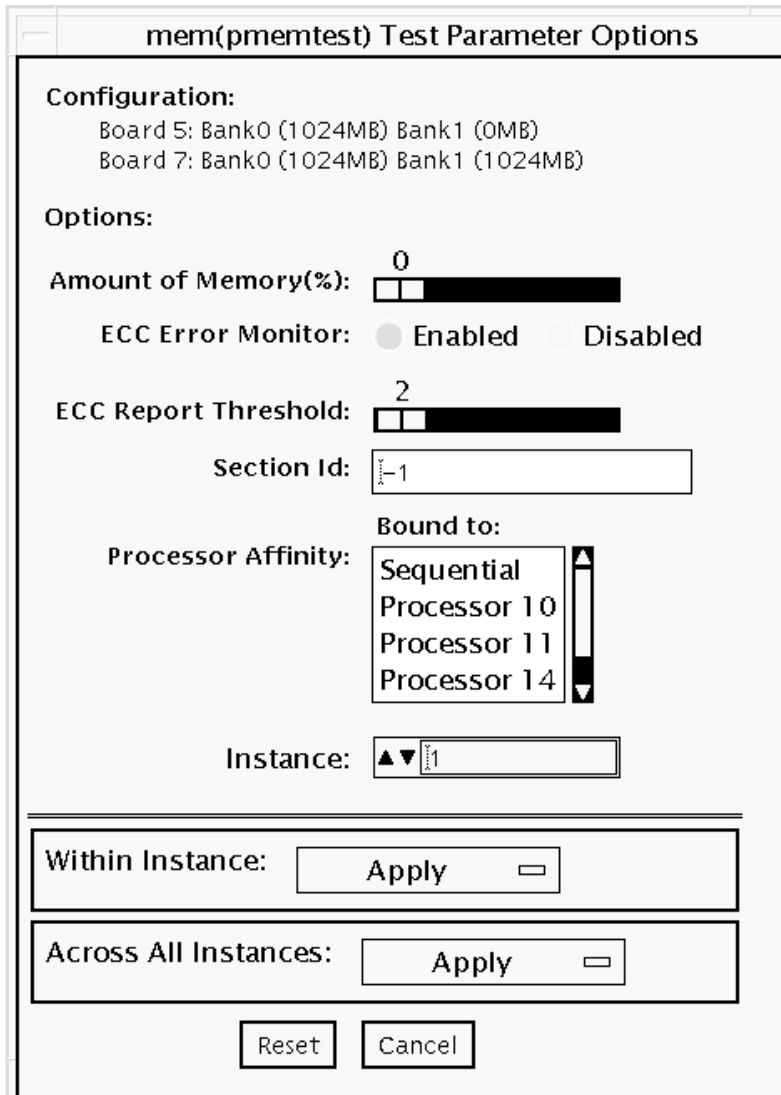 mem(pmemtest) Test Parameter Options
Configuration:
Board 5: Bank0 (1024MB) Bank1 (0MB)
Board 7: Bank0 (1024MB) Bank1 (1024MB)
Options:
0
Amount of Memory(%):
ECC Error Monitor: Enabled Disabled
2
ECC Report Threshold:
Section Id: -1
Bound to:
Processor Affinity:
Sequential
Processor 10
Processor 11
Processor 14
Instance: 1
Within Instance: Apply
Across All Instances: Apply
Reset Cancel